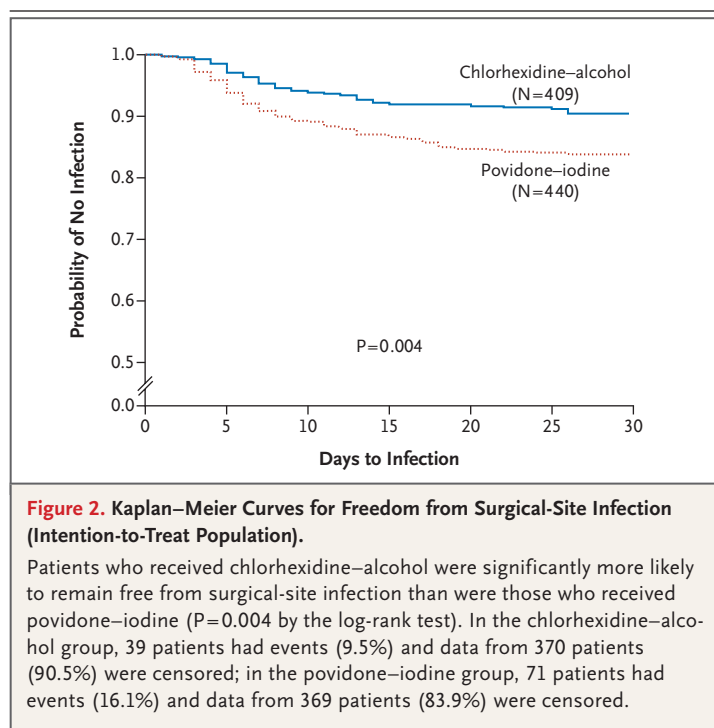 1.0
Chlorhexidine–alcohol
(N=409)
0.9
Povidone–iodine
(N=440)
0.8
0.7
0.6
P=0.004
0.5
0.0
0 5 10 15 20 25 30
Probability of No Infection
Days to Infection
Figure 2. Kaplan–Meier Curves for Freedom from Surgical-Site Infection
(Intention-to-Treat Population).
Patients who received chlorhexidine–alcohol were significantly more likely
to remain free from surgical-site infection than were those who received
povidone–iodine (P=0.004 by the log-rank test). In the chlorhexidine–alco-
hol group, 39 patients had events (9.5%) and data from 370 patients
(90.5%) were censored; in the povidone–iodine group, 71 patients had
events (16.1%) and data from 369 patients (83.9%) were censored.